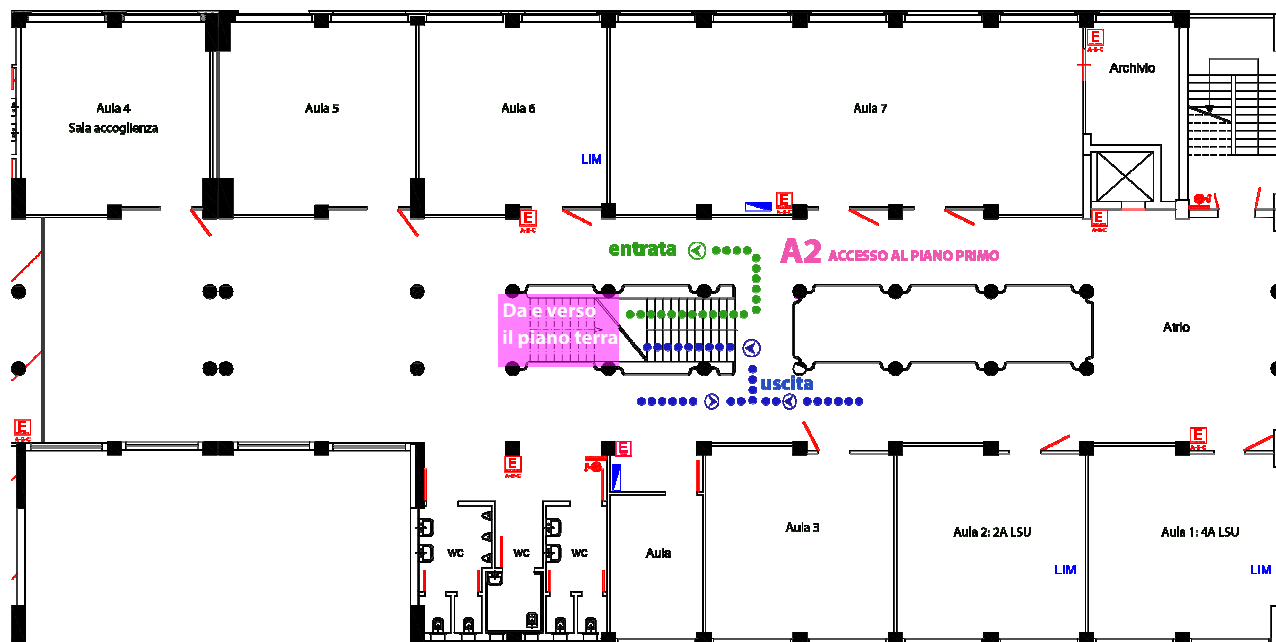 E
A-B-C
Archivio
Aula 4
Sala accoglienza
Aula 5
Aula 6
Aula 7
LIM
E
A-B-C
E
A-B-C
E
A-B-C
entrata
A2 ACCESSO AL PIANO PRIMO
Da e verso
il piano terra
Atrio
uscita
E
A-B-C
E
E
A-B-C
E
A-B-C
Aula 3
Aula 2: 2A LSU
Aula 1: 4A LSU
wc
wc
wc
Aula
LIM
LIM